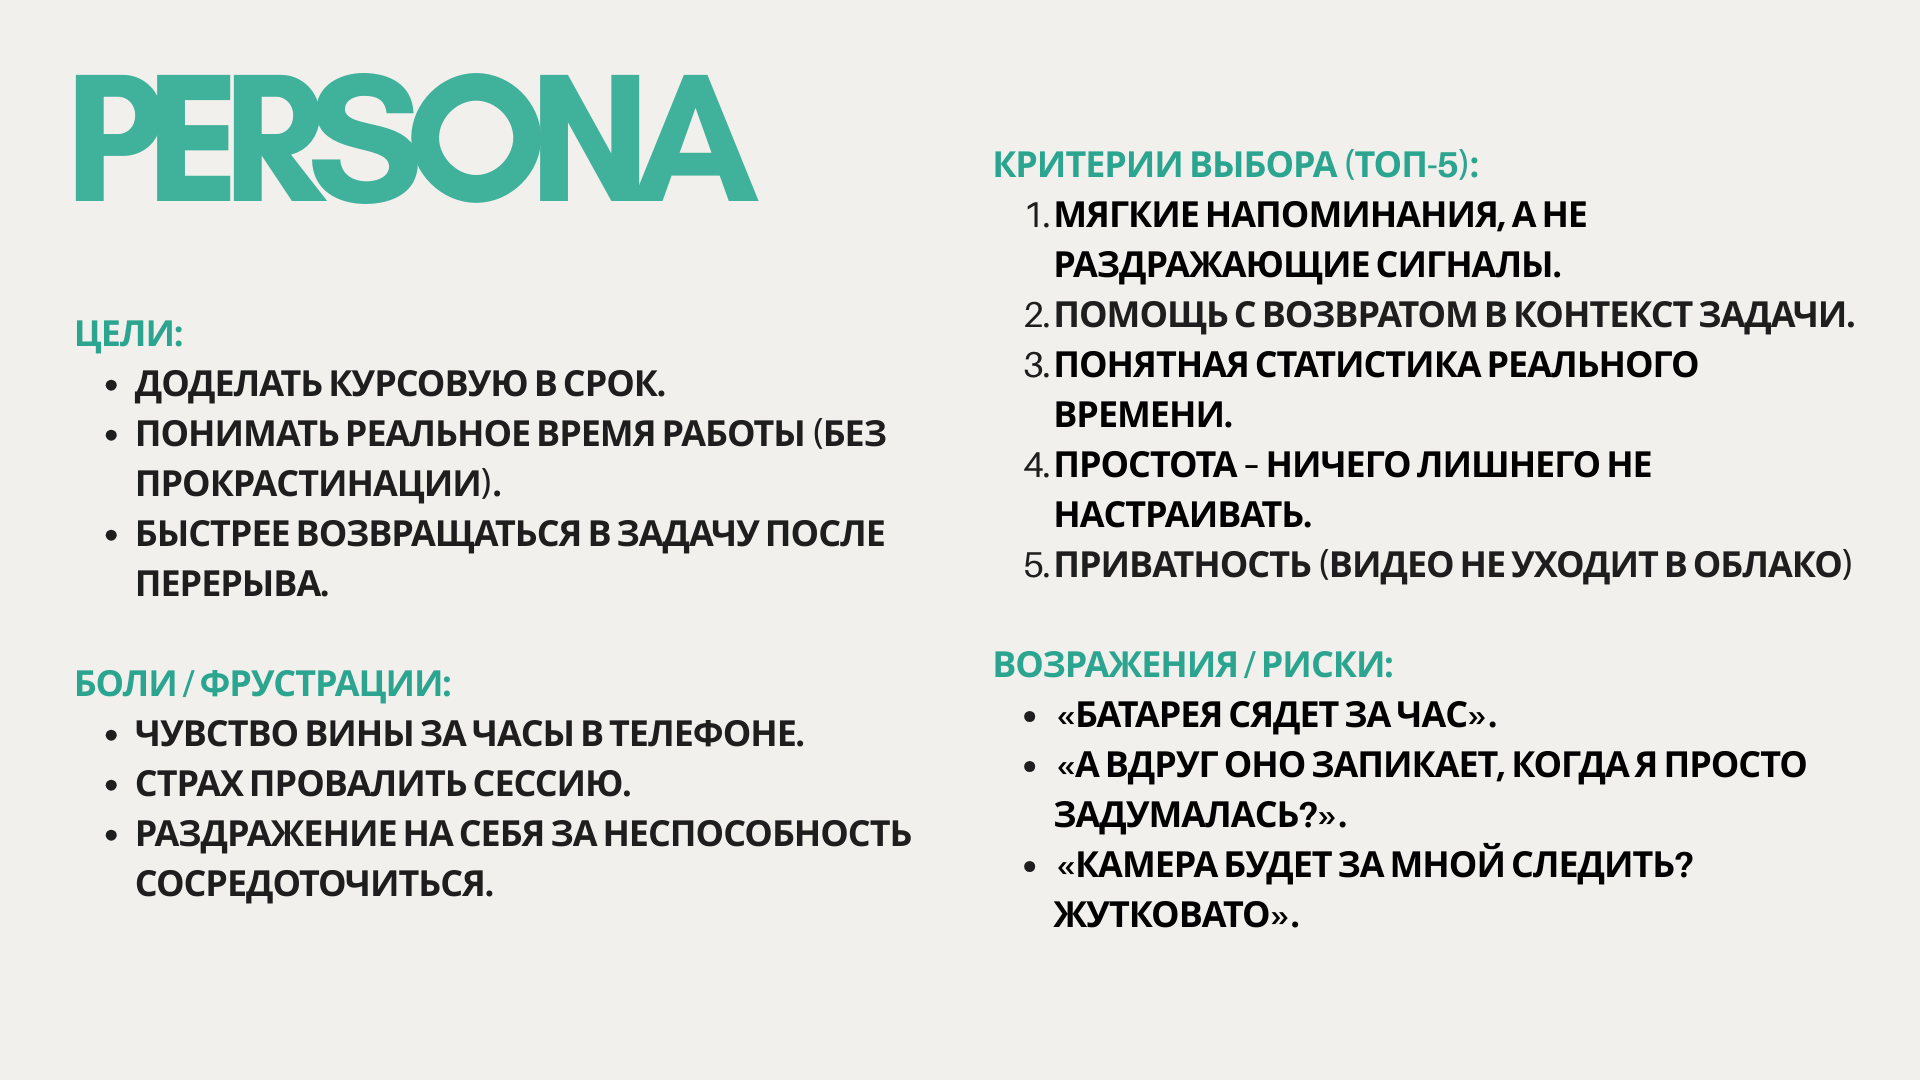 PERSONA
ЦЕЛИ:
• ДОДЕЛАТЬ КУРСОВУЮ В СРОК.
• ПОНИМАТЬ РЕАЛЬНОЕ ВРЕМЯ РАБОТЫ (БЕЗ
ПРОКРАСТИНАЦИИ).
• БЫСТРЕЕ ВОЗВРАЩАТЬСЯ В ЗАДАЧУ ПОСЛЕ
ПЕРЕРЫВА.
БОЛИ / ФРУСТРАЦИИ:
• ЧУВСТВО ВИНЫ ЗА ЧАСЫ В ТЕЛЕФОНЕ.
• СТРАХ ПРОВАЛИТЬ СЕССИЮ.
• РАЗДРАЖЕНИЕ НА СЕБЯ ЗА НЕСПОСОБНОСТЬ
СОСРЕДОТОЧИТЬСЯ.
КРИТЕРИИ ВЫБОРА (ТОП-5):
1. МЯГКИЕ НАПОМИНАНИЯ, А НЕ
РАЗДРАЖАЮЩИЕ СИГНАЛЫ.
2. ПОМОЩЬ С ВОЗВРАТОМ В КОНТЕКСТ ЗАДАЧИ.
3. ПОНЯТНАЯ СТАТИСТИКА РЕАЛЬНОГО
ВРЕМЕНИ.
4. ПРОСТОТА – НИЧЕГО ЛИШНЕГО НЕ
НАСТРАИВАТЬ.
5. ПРИВАТНОСТЬ (ВИДЕО НЕ УХОДИТ В ОБЛАКО)
ВОЗРАЖЕНИЯ / РИСКИ:
• «БАТАРЕЯ СЯДЕТ ЗА ЧАС».
• «А ВДРУГ ОНО ЗАПИКАЕТ, КОГДА Я ПРОСТО
ЗАДУМАЛАСЬ?».
• «КАМЕРА БУДЕТ ЗА МНОЙ СЛЕДИТЬ?
ЖУТКОВАТО».